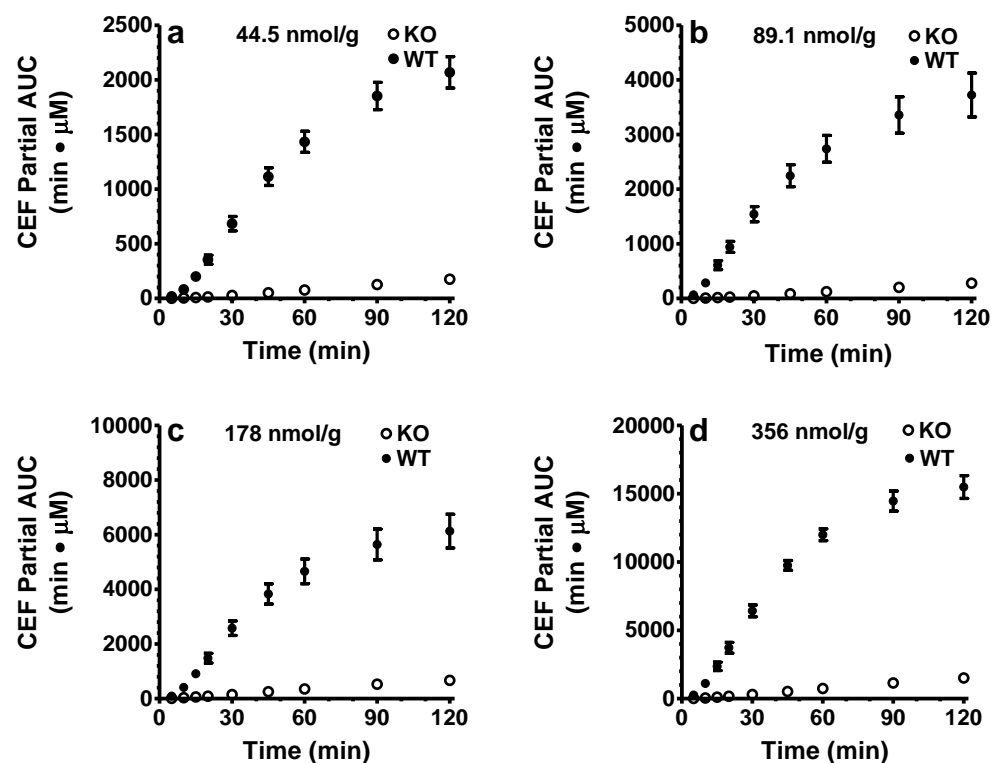 a 44.5 nmol/g KO
WT
CEF Partial AUC
(min • μM)
2500
2000
1500
1000
500
0
0 30 60 90 120
Time (min)
b 89.1 nmol/g KO
WT
CEF Partial AUC
(min • μM)
5000
4000
3000
2000
1000
0
0 30 60 90 120
Time (min)
c 178 nmol/g KO
WT
CEF Partial AUC
(min • μM)
10000
8000
6000
4000
2000
0
0 30 60 90 120
Time (min)
d 356 nmol/g KO
WT
CEF Partial AUC
(min • μM)
20000
15000
10000
5000
0
0 30 60 90 120
Time (min)